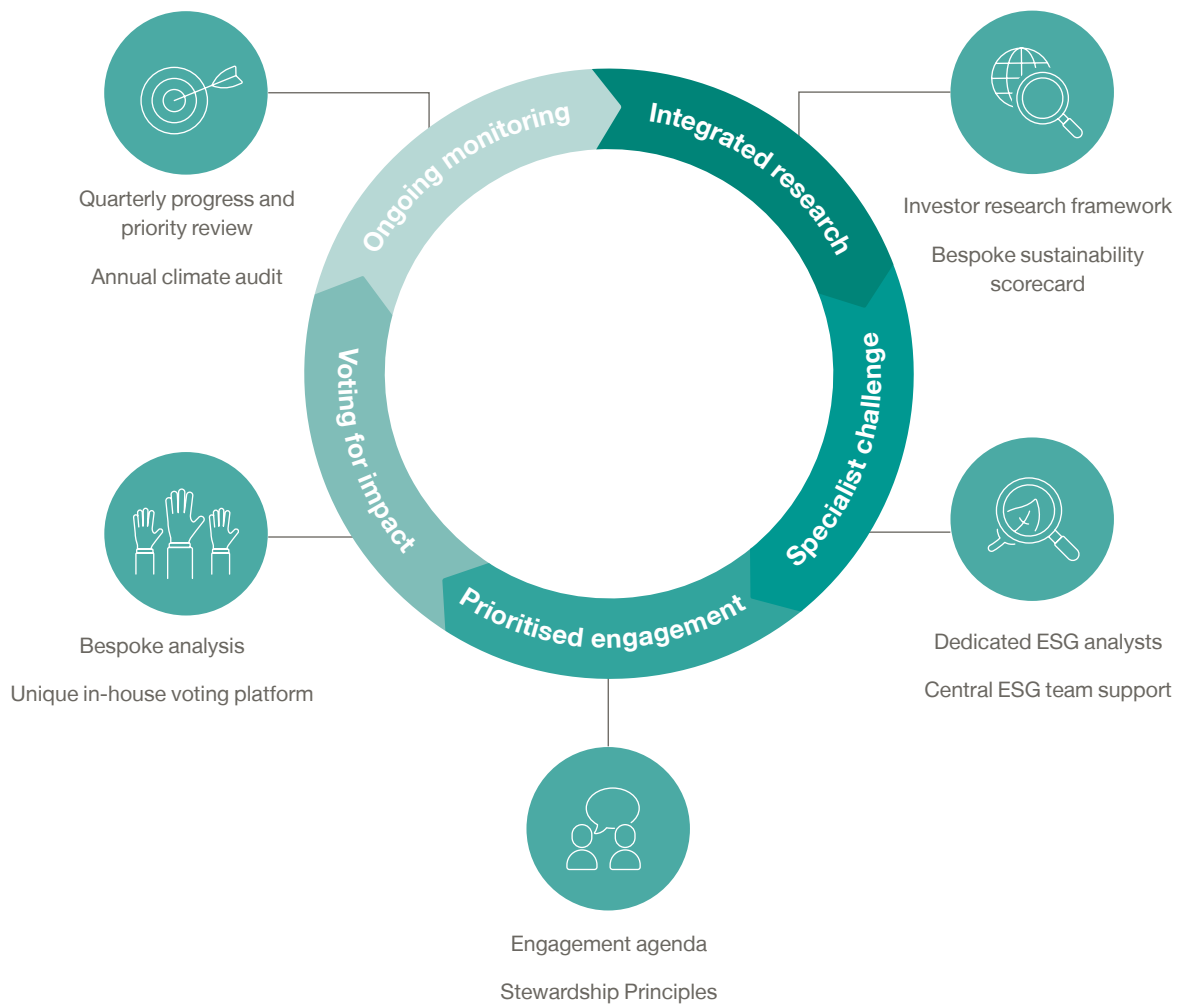 Ongoing monitoring
Integrated research
Specialist challenge
Prioritised engagement
Voting for impact
Quarterly progress and
priority review
Annual climate audit
Investor research framework
Bespoke sustainability
scorecard
Bespoke analysis
Unique in-house voting platform
Dedicated ESG analysts
Central ESG team support
Engagement agenda
Stewardship Principles